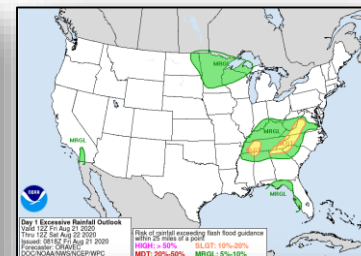 MRGL
MRGL
SLGT
SLGT
MRGL
MRGL
NOAA
Day 1 Excessive Rainfall Outlook
Valid 12Z Fri Aug 21 2020
Thru 12Z Sat Aug 22 2020
Issued: 0818Z Fri Aug 21 2020
Forecaster: ORAVEC
DOC/NOAA/NWS/NCEP/WPC
Risk of rainfall exceeding flash flood guidance
within 25 miles of a point
HIGH: > 50% SLGT: 10%-20%
MDT: 20%-50% MRGL: 5%-10%